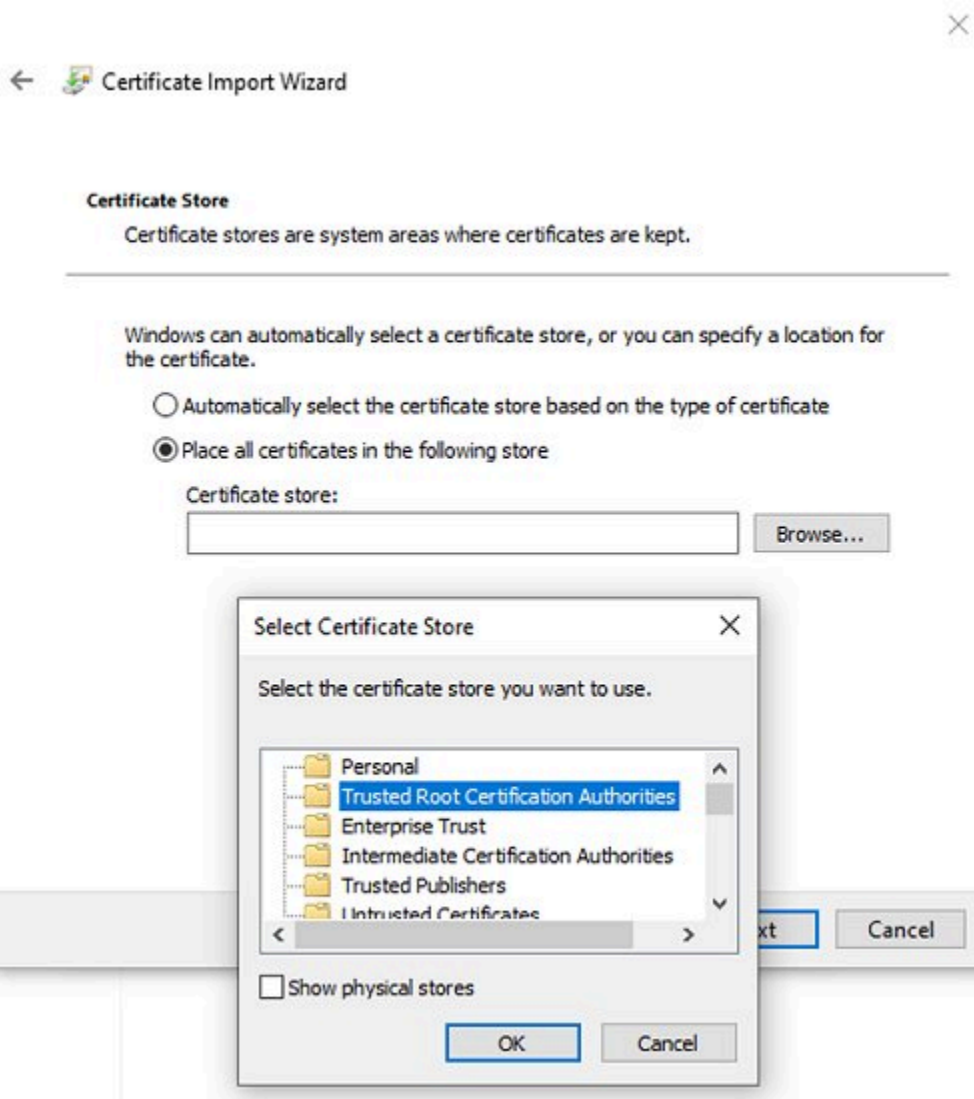 Certificate Import Wizard
Certificate Store
Certificate stores are system areas where certificates are kept.
Windows can automatically select a certificate store, or you can specify a location for
the certificate.
Automatically select the certificate store based on the type of certificate
Place all certificates in the following store
Certificate store:
Browse...
Select Certificate Store
Select the certificate store you want to use.
Personal
Trusted Root Certification Authorities
Enterprise Trust
Intermediate Certification Authorities
Trusted Publishers
Untrusted Certificates
xt
Cancel
Show physical stores
OK
Cancel